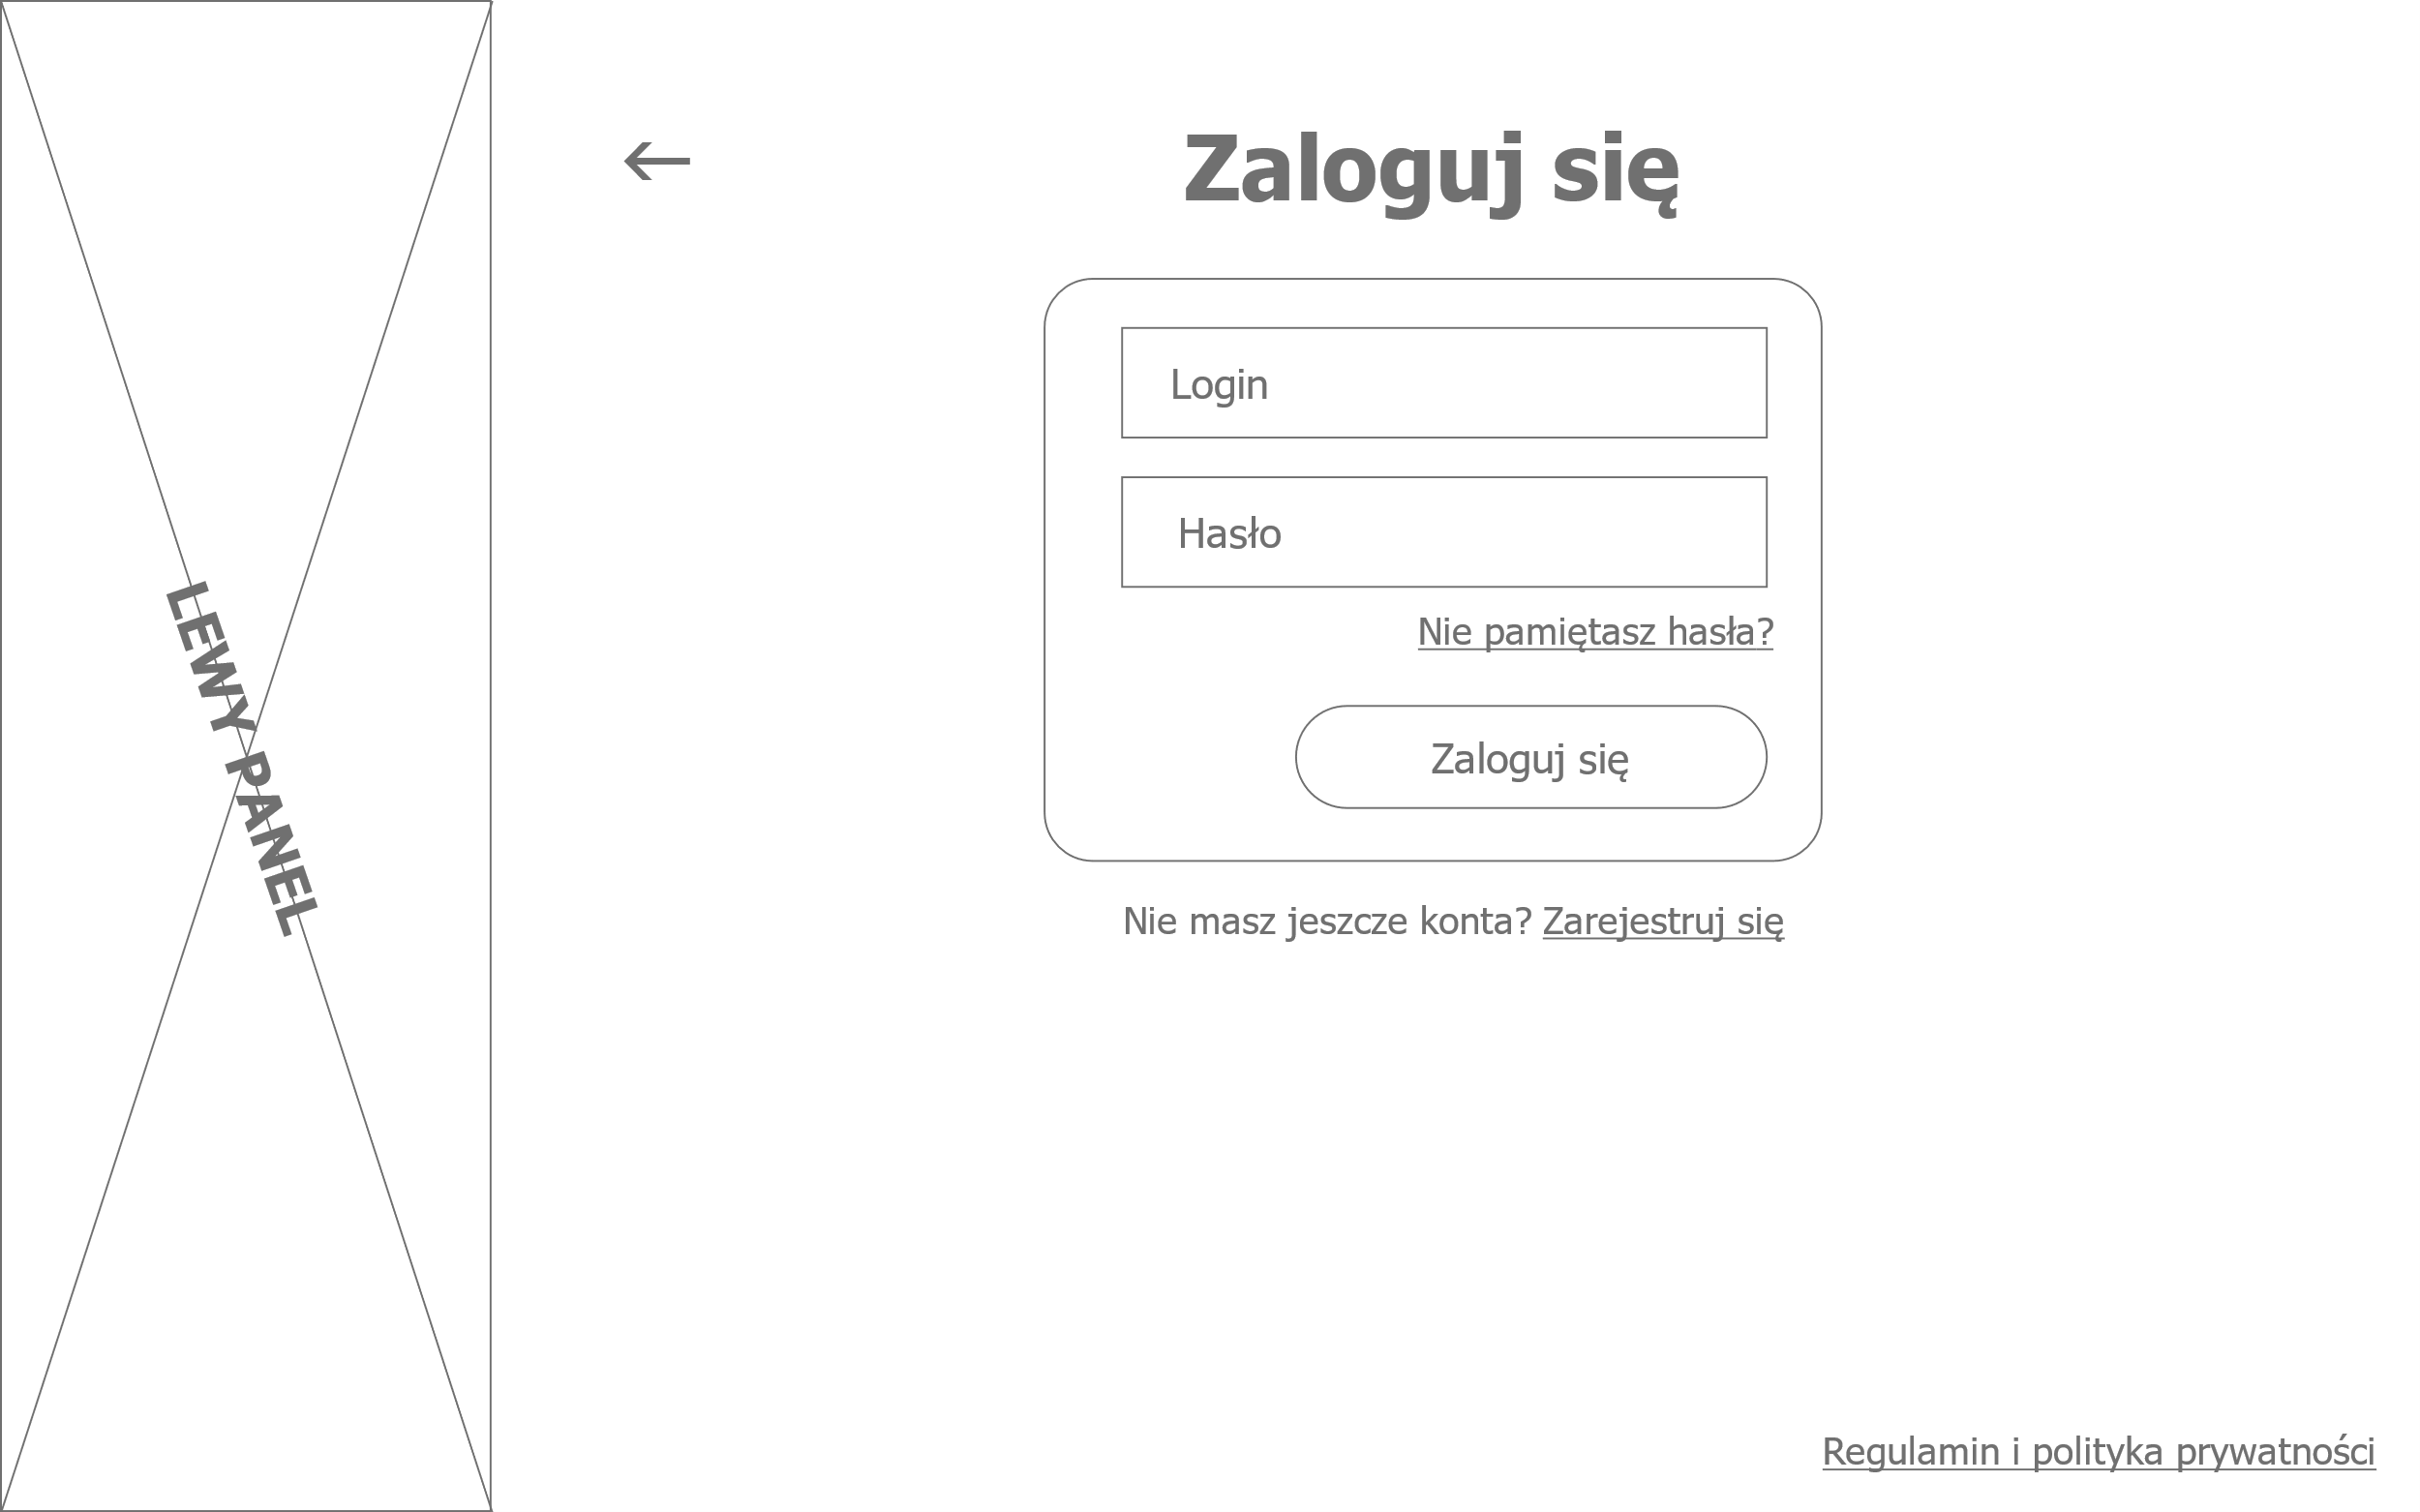 Zaloguj się
Login
Hasło
Nie pamiętasz hasła?
Zaloguj się
Nie masz jeszcze konta? Zarejestruj się
LEWY PANEL
Regulamin i polityka prywatności